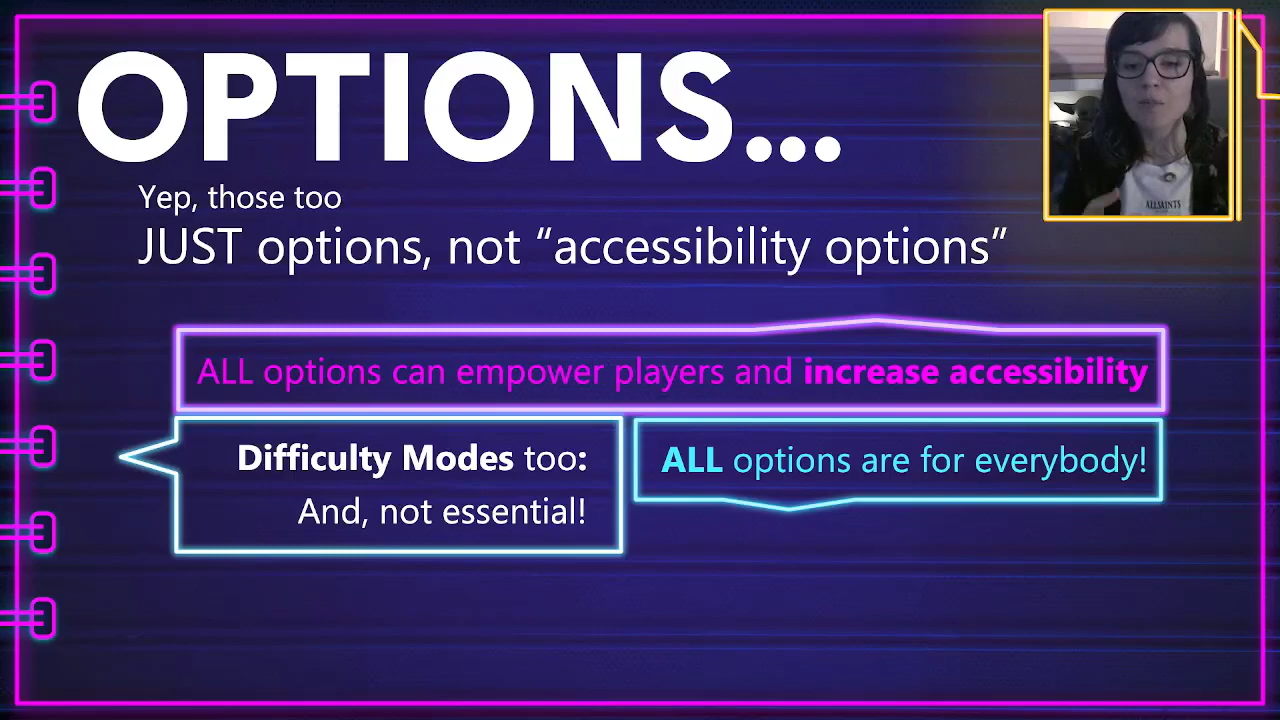 OPTIONS...
Yep, those too
JUST options, not “accessibility options”
ALL options can empower players and increase accessibility
Difficulty Modes too:
And, not essential!
ALL options are for everybody!
ALLSAINTS